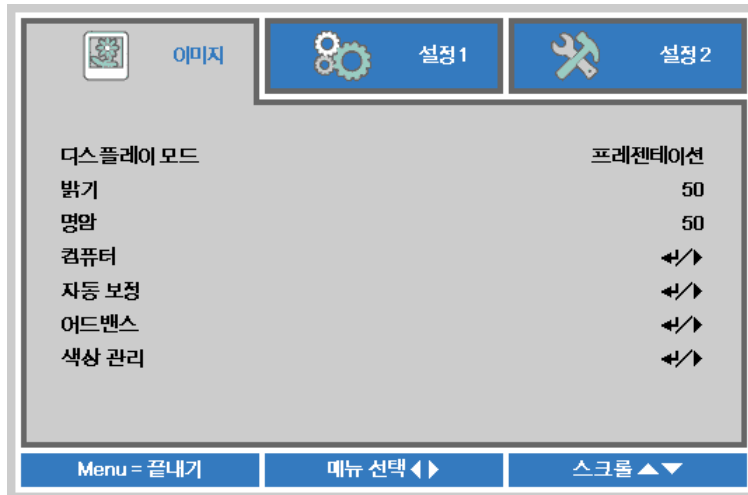 이미지 설정 1 설정 2
디스플레이 모드 프레젠테이션
밝기 50
명암 50
컴퓨터 ↵/▶
자동 보정 ↵/▶
어드밴스 ↵/▶
색상 관리 ↵/▶
Menu = 끝내기 메뉴 선택 ◀▶ 스크롤 ▲▼